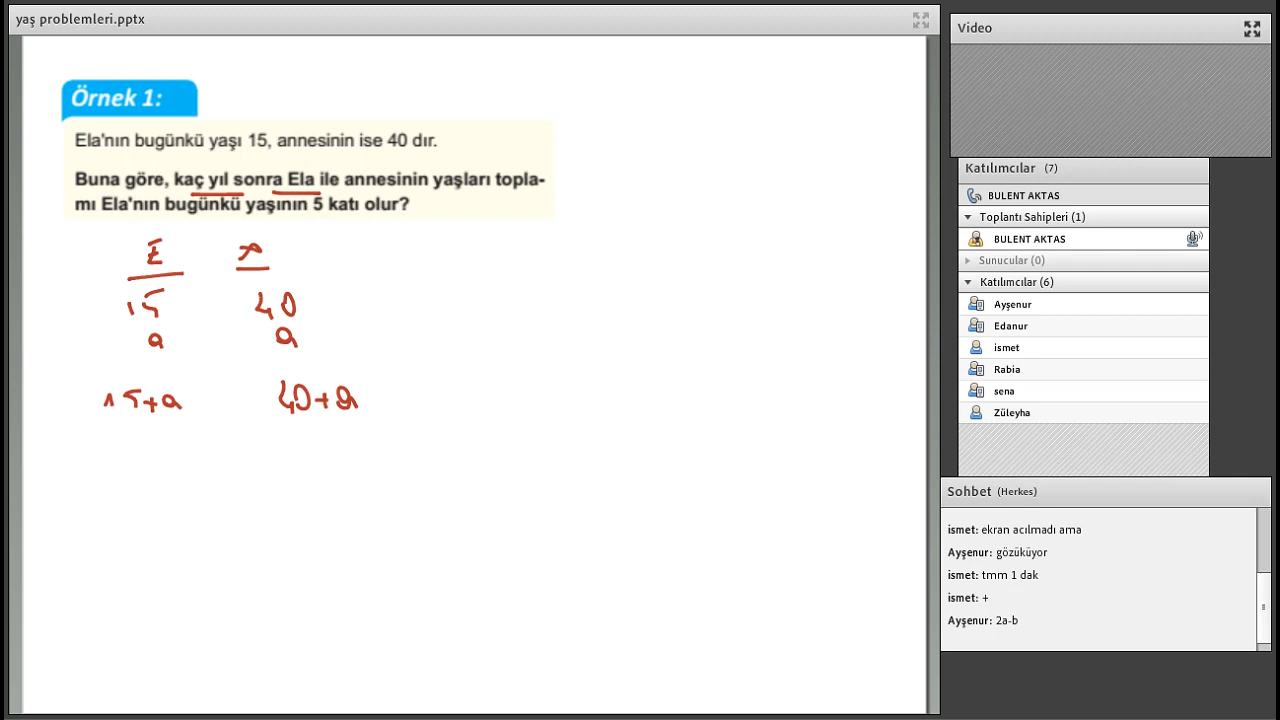 yaş problemleri.pptx
Örnek 1:
Ela'nın bugünkü yaşı 15, annesinin ise 40 dır.
Buna göre, kaç yıl sonra Ela ile annesinin yaşları topla-
mı Ela'nın bugünkü yaşının 5 katı olur?
E
15 40
a a
15+a 40+a
Video
Katılımcılar (7)
BULENT AKTAS
Toplantı Sahipleri (1)
BULENT AKTAS
Sunucular (0)
Katılımcılar (6)
Ayşenur
Edanur
ismet
Rabia
sena
Züleyha
Sohbet (Herkes)
ismet: ekran acılmadı ama
Ayşenur: gözüküyor
ismet: tmm 1 dak
ismet: +
Ayşenur: 2a-b